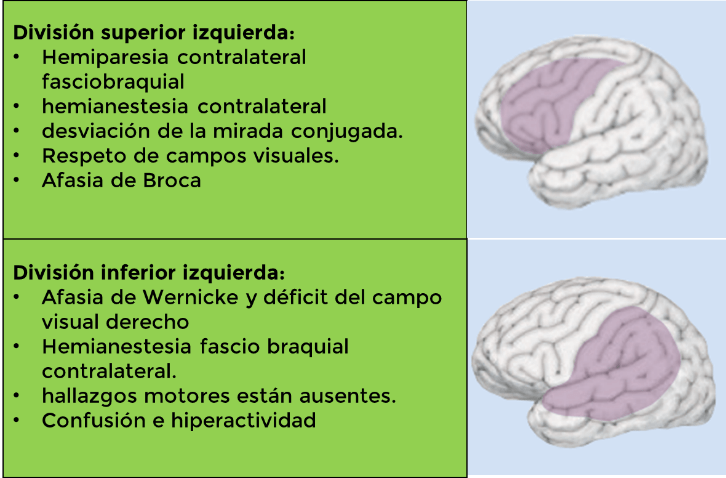 División superior izquierda:
• Hemiparesia contralateral
fasciobraquial
• hemianestesia contralateral
• desviación de la mirada conjugada.
• Respeto de campos visuales.
• Afasia de Broca
División inferior izquierda:
• Afasia de Wernicke y déficit del campo
visual derecho
• Hemianestesia fascio braquial
contralateral.
• hallazgos motores están ausentes.
• Confusión e hiperactividad